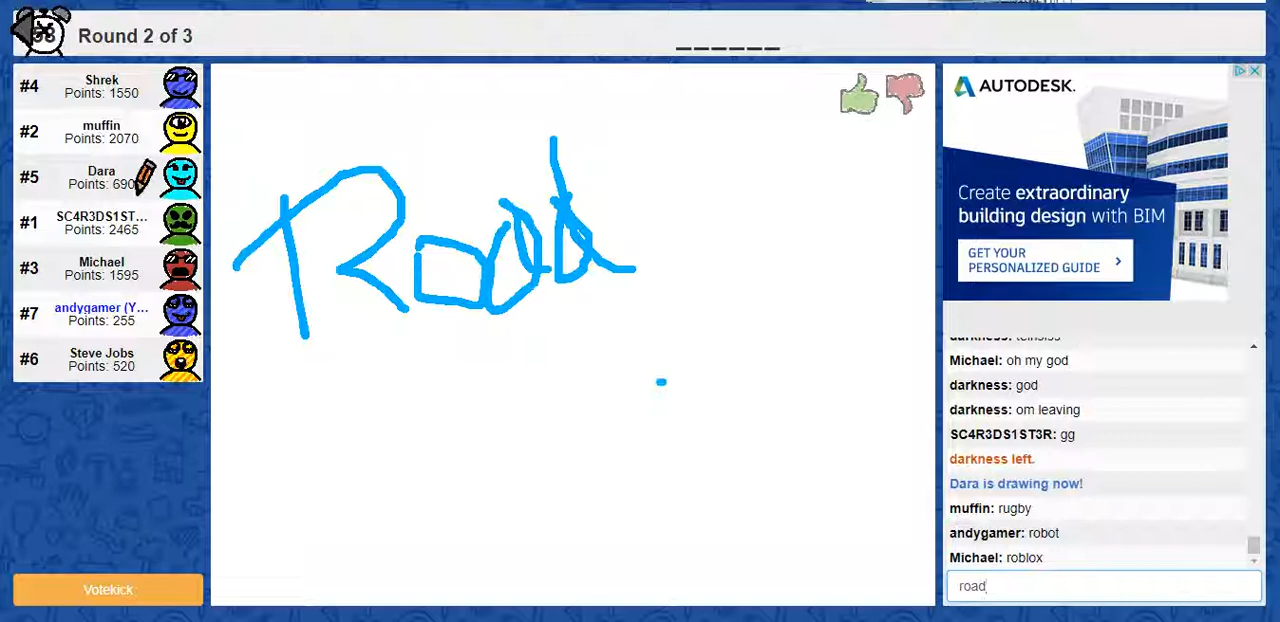 Round 2 of 3
______
#4 Shrek
Points: 1550
#2 muffin
Points: 2070
#5 Dara
Points: 690
#1 SC4R3DS1ST...
Points: 2465
#3 Michael
Points: 1595
#7 andygamer (Y...
Points: 255
#6 Steve Jobs
Points: 520
Votekick
AUTODESK.
Create extraordinary
building design with BIM
GET YOUR
PERSONALIZED GUIDE
Michael: oh my god
darkness: god
darkness: om leaving
SC4R3DS1ST3R: gg
darkness left.
Dara is drawing now!
muffin: rugby
andygamer: robot
Michael: roblox
road